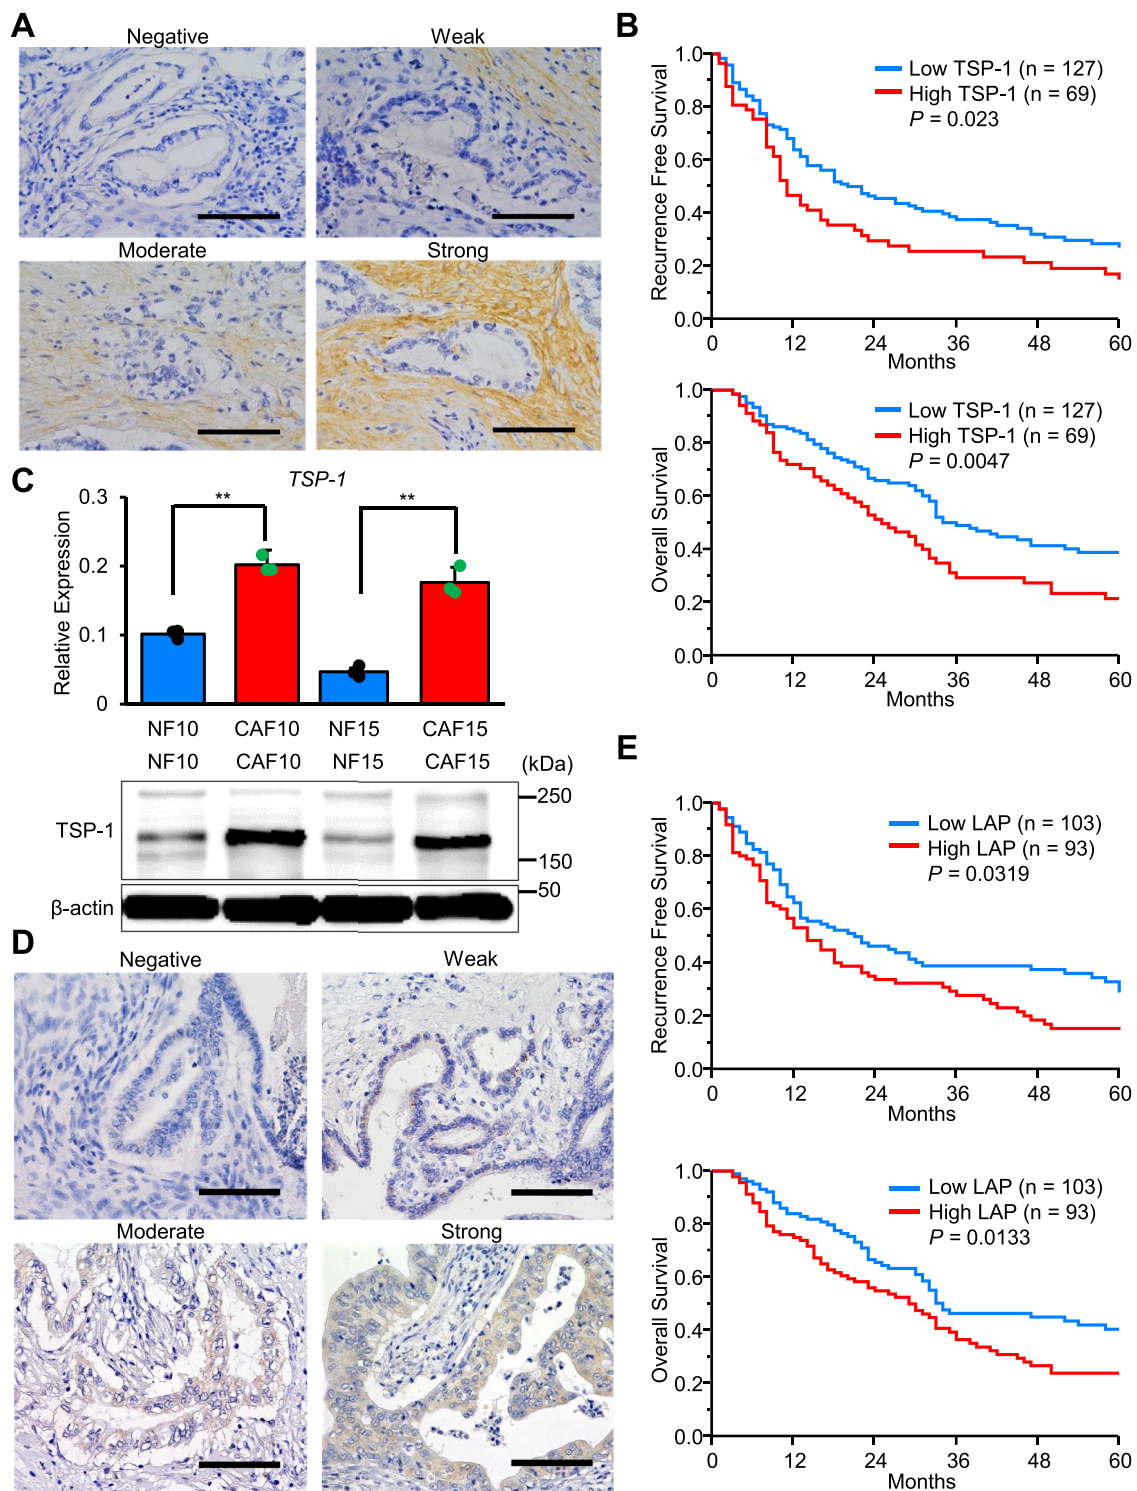 A
Negative
Weak
Moderate
Strong
B
1.0
0.8
0.6
0.4
0.2
0.0
Recurrence Free Survival
Low TSP-1 (n = 127)
High TSP-1 (n = 69)
P = 0.023
0 12 24 36 48 60
Months
1.0
0.8
0.6
0.4
0.2
0.0
Overall Survival
Low TSP-1 (n = 127)
High TSP-1 (n = 69)
P = 0.0047
0 12 24 36 48 60
Months
C
TSP-1
0.3
0.2
0.1
0
Relative Expression
** **
NF10 CAF10 NF15 CAF15
NF10 CAF10 NF15 CAF15 (kDa)
TSP-1
250
150
50
β-actin
D
Negative
Weak
Moderate
Strong
E
1.0
0.8
0.6
0.4
0.2
0.0
Recurrence Free Survival
Low LAP (n = 103)
High LAP (n = 93)
P = 0.0319
0 12 24 36 48 60
Months
1.0
0.8
0.6
0.4
0.2
0.0
Overall Survival
Low LAP (n = 103)
High LAP (n = 93)
P = 0.0133
0 12 24 36 48 60
Months